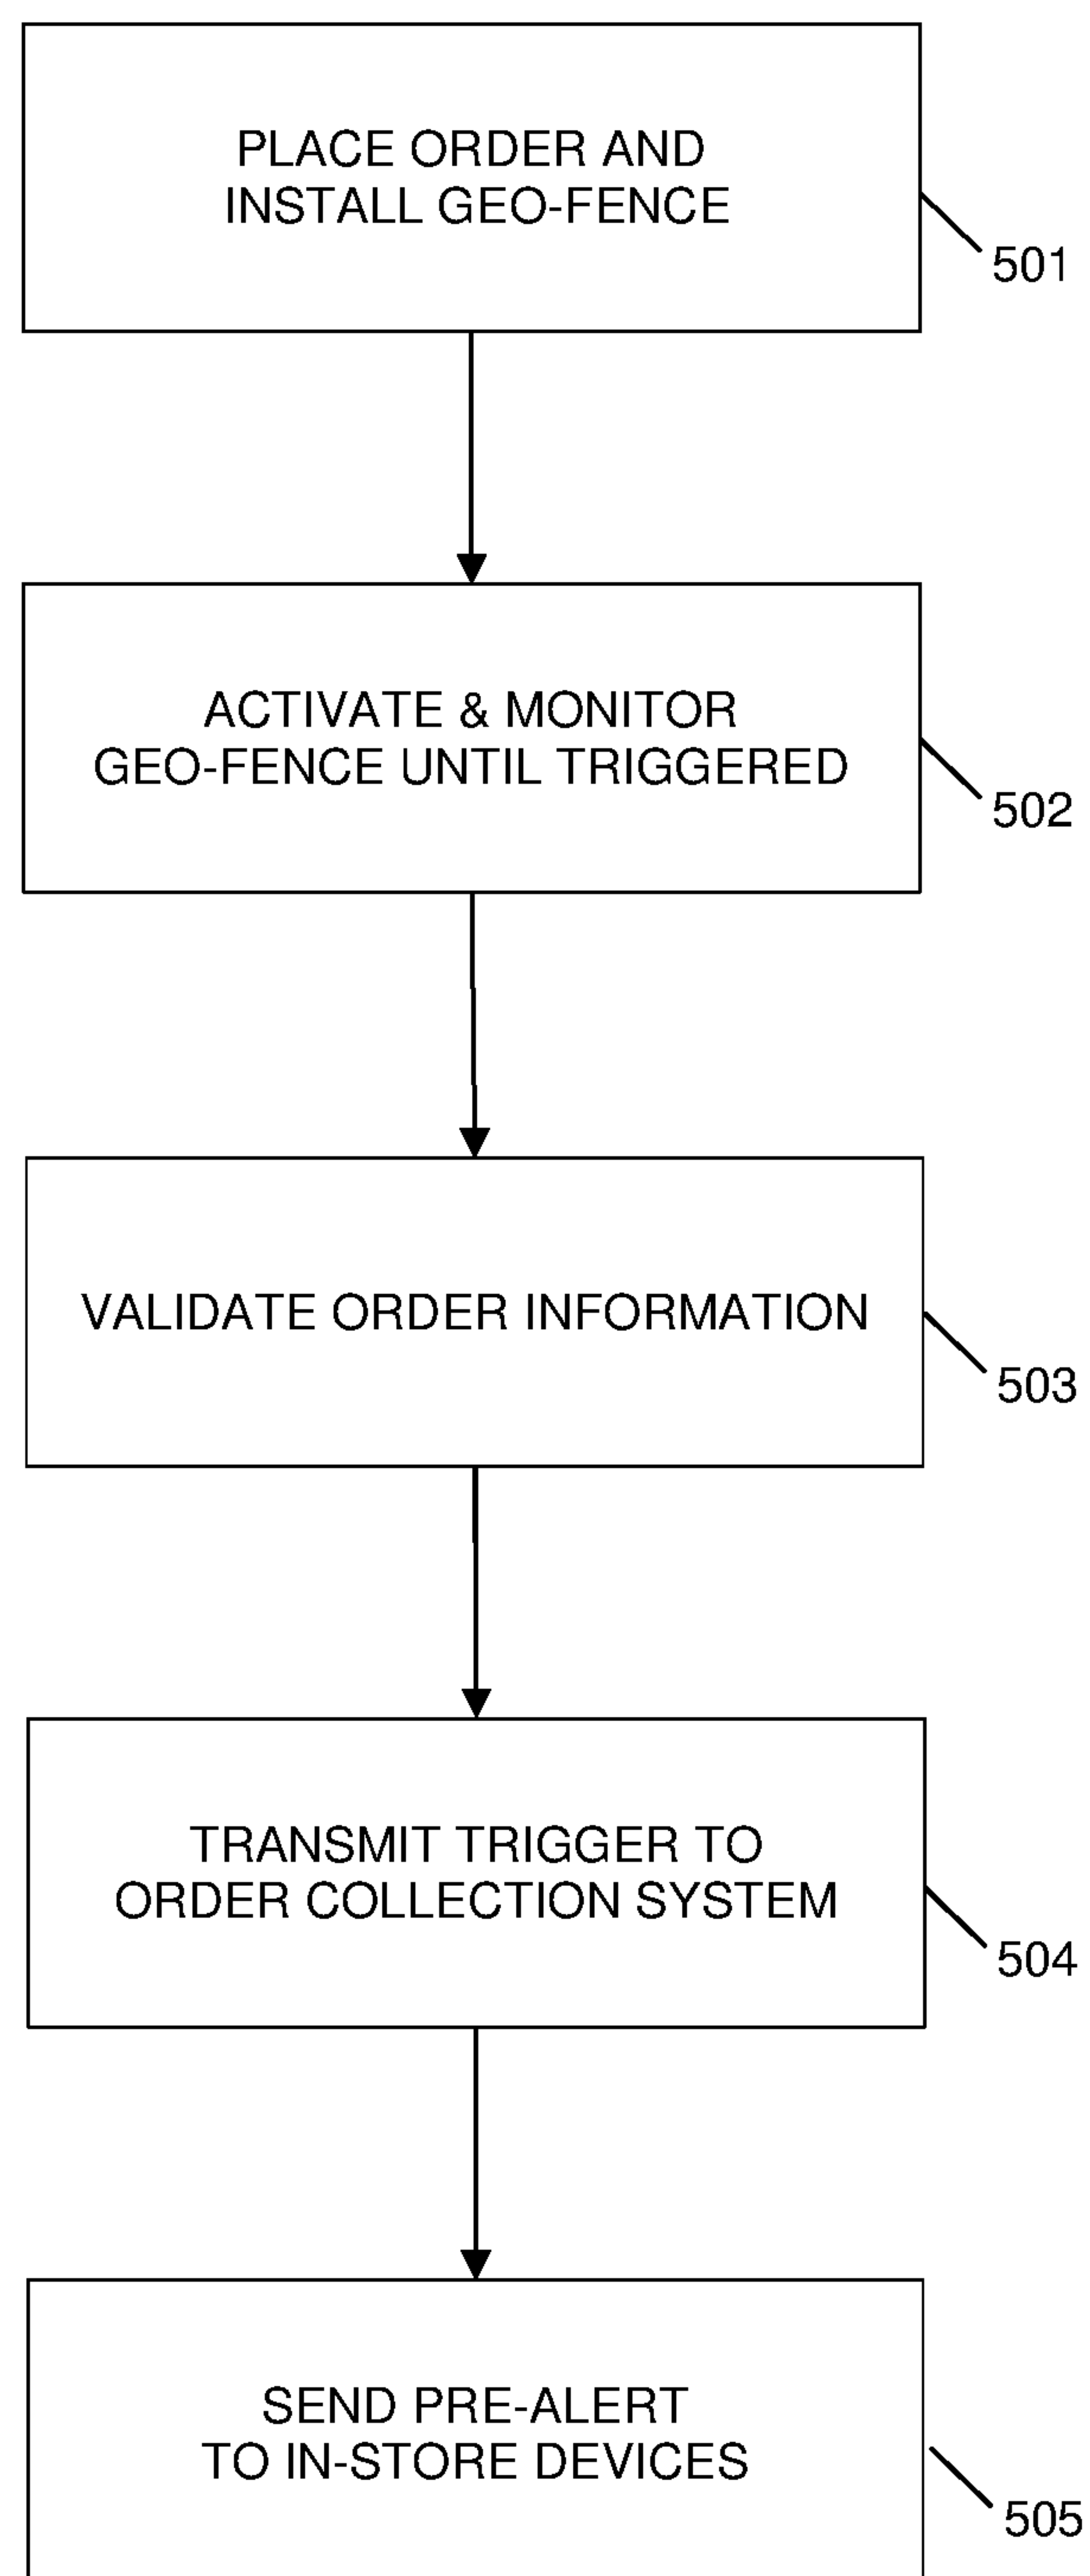 PLACE ORDER AND
INSTALL GEO-FENCE
501
ACTIVATE & MONITOR
GEO-FENCE UNTIL TRIGGERED
502
VALIDATE ORDER INFORMATION
503
TRANSMIT TRIGGER TO
ORDER COLLECTION SYSTEM
504
SEND PRE-ALERT
TO IN-STORE DEVICES
505